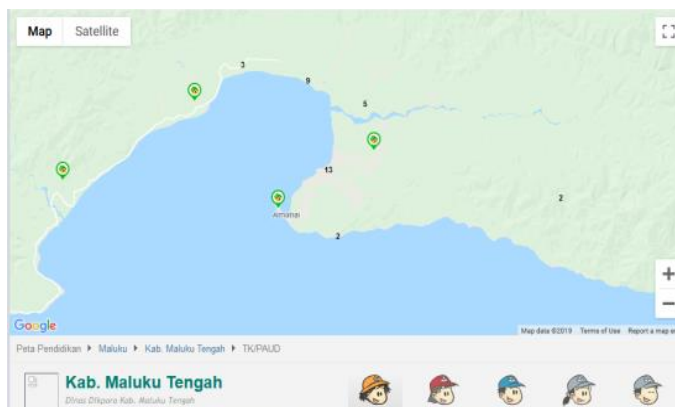 Map Satellite
3
9
5
13
2
Amahai
2
Google
Map data ©2019 Terms of Use Report a map e
Peta Pendidikan Maluku Kab. Maluku Tengah TK/PAUD
Kab. Maluku Tengah
Dinas Dikpora Kab. Maluku Tengah